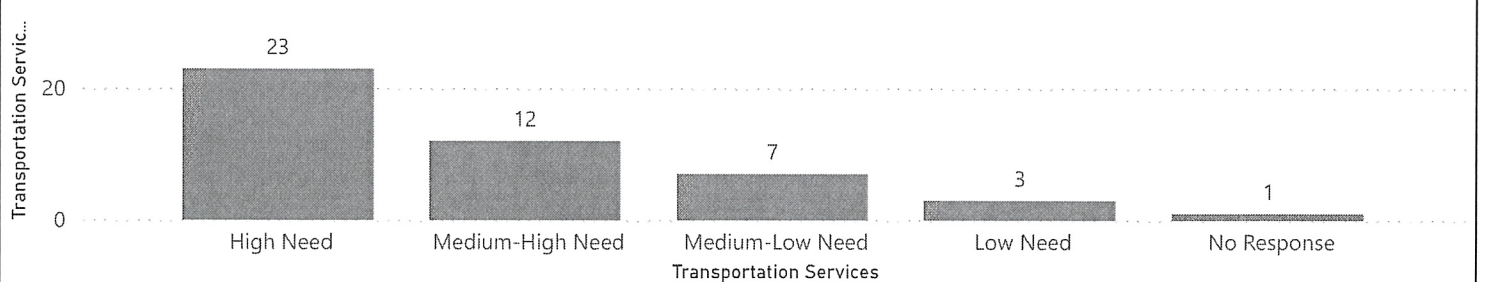 Transportation Servic...
23
20
12
7
3
1
0
High Need Medium-High Need Medium-Low Need Low Need No Response
Transportation Services